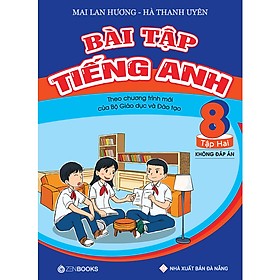 MAI LAN HƯƠNG - HÀ THANH UYÊN
BÀI TẬP
TIẾNG ANH
Theo chương trình mới
của Bộ Giáo dục và Đào tạo
8
Tập Hai
KHÔNG ĐÁP ÁN
ZENBOOKS
NHÀ XUẤT BẢN ĐÀ NẴNG